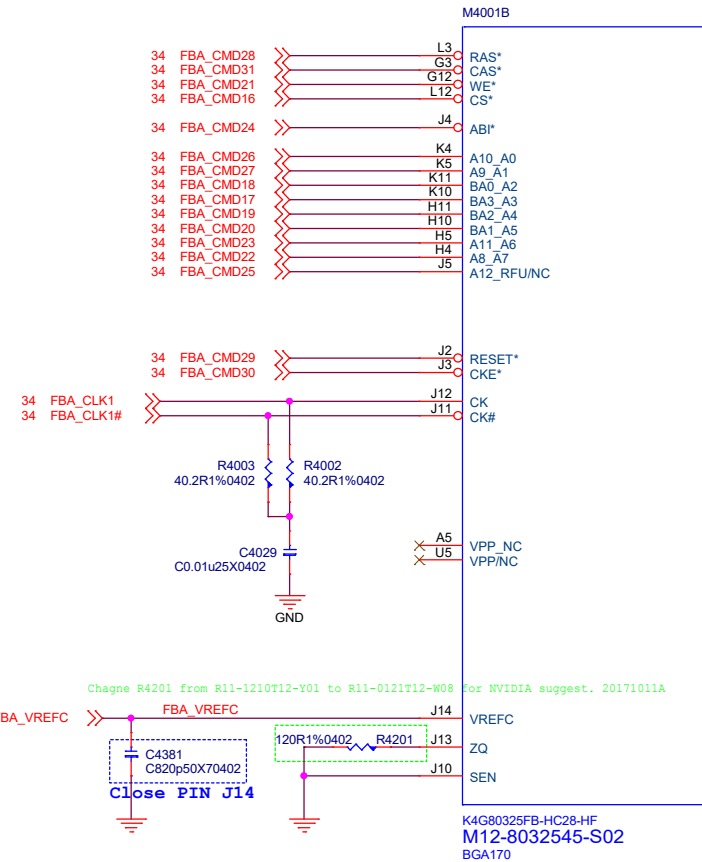 M4001B
34 FBA_CMD28 L3 RAS*
34 FBA_CMD31 G3 CAS*
34 FBA_CMD21 G12 WE*
34 FBA_CMD16 L12 CS*
34 FBA_CMD24 J4 ABI*
34 FBA_CMD26 K4 A10_A0
34 FBA_CMD27 K5 A9_A1
34 FBA_CMD18 K11 BA0_A2
34 FBA_CMD17 K10 BA3_A3
34 FBA_CMD19 H11 BA2_A4
34 FBA_CMD20 H10 BA1_A5
34 FBA_CMD23 H5 A11_A6
34 FBA_CMD22 H4 A8_A7
34 FBA_CMD25 J5 A12_RFU/NC
34 FBA_CMD29 J2 RESET*
34 FBA_CMD30 J3 CKE*
34 FBA_CLK1 J12 CK
34 FBA_CLK1# J11 CK#
R4003 R4002
40.2R1%0402 40.2R1%0402
A5 VPP_NC
U5 VPP/NC
C4029
C0.01u25X0402
GND
Chagne R4201 from R11-1210T12-Y01 to R11-0121T12-W08 for NVIDIA suggest. 20171011A
BA_VREFC FBA_VREFC J14 VREFC
120R1%0402 R4201 J13 ZQ
C4381
C820p50X70402
J10 SEN
Close PIN J14
K4G80325FB-HC28-HF
M12-8032545-S02
BGA170